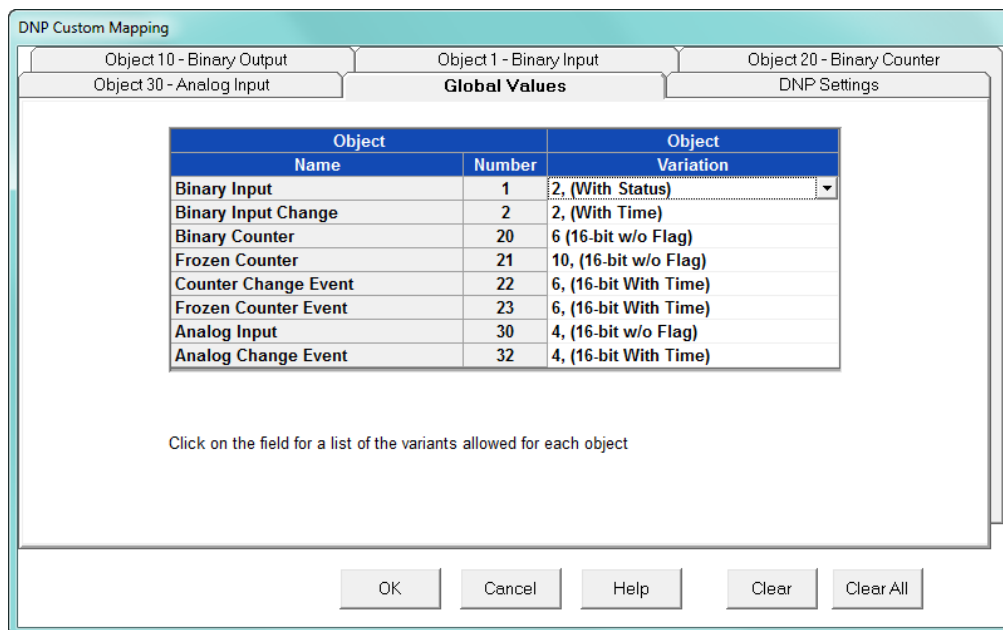 DNP Custom Mapping
Object 10 - Binary Output Object 1 - Binary Input Object 20 - Binary Counter
Object 30 - Analog Input Global Values DNP Settings
Object Object
Name Number Variation
Binary Input 1 2, (With Status)
Binary Input Change 2 2, (With Time)
Binary Counter 20 6 (16-bit w/o Flag)
Frozen Counter 21 10, (16-bit w/o Flag)
Counter Change Event 22 6, (16-bit With Time)
Frozen Counter Event 23 6, (16-bit With Time)
Analog Input 30 4, (16-bit w/o Flag)
Analog Change Event 32 4, (16-bit With Time)
Click on the field for a list of the variants allowed for each object
OK Cancel Help Clear Clear All